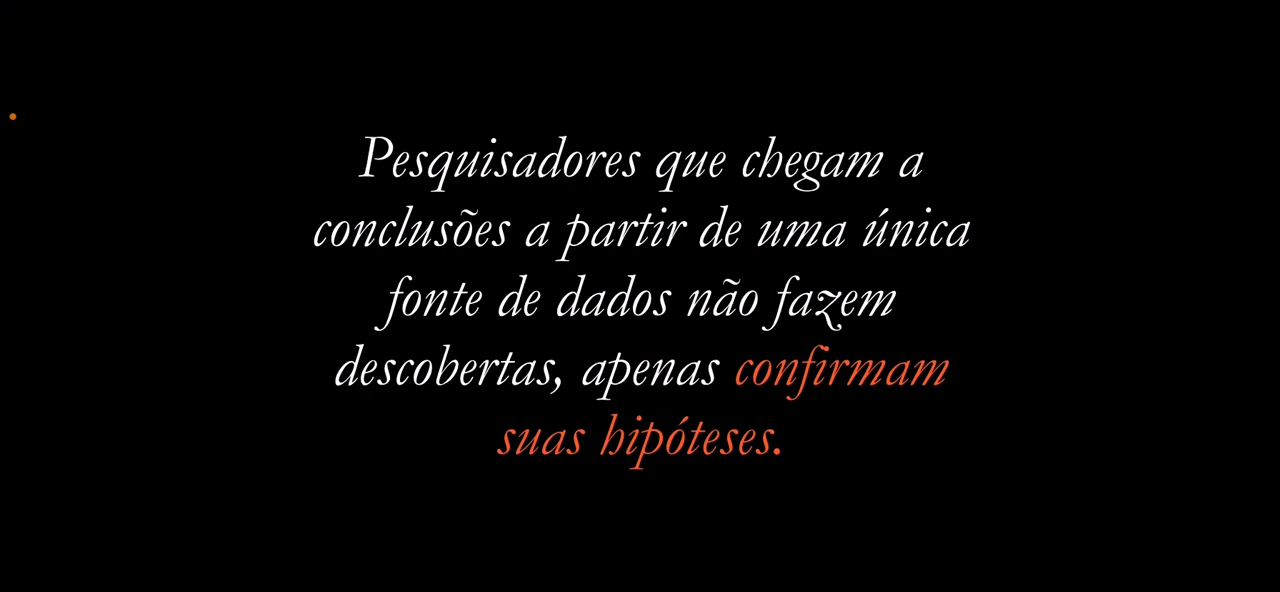 Pesquisadores que chegam a
conclusões a partir de uma única
fonte de dados não fazem
descobertas, apenas confirmam
suas hipóteses.